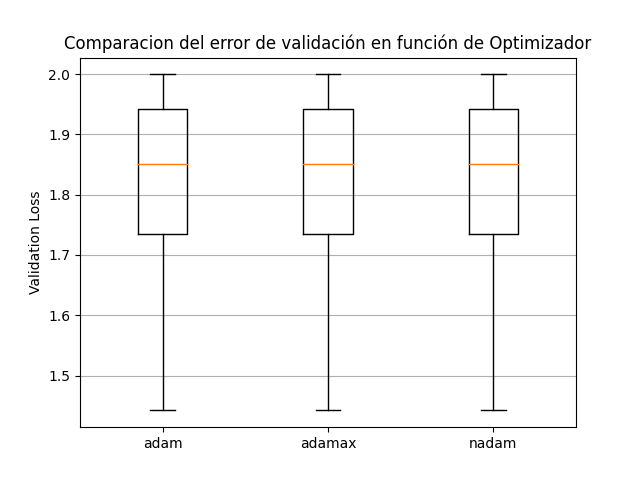 Comparacion del error de validación en función de Optimizador
2.0
1.9
1.8
1.7
1.6
1.5
Validation Loss
adam adamax nadam